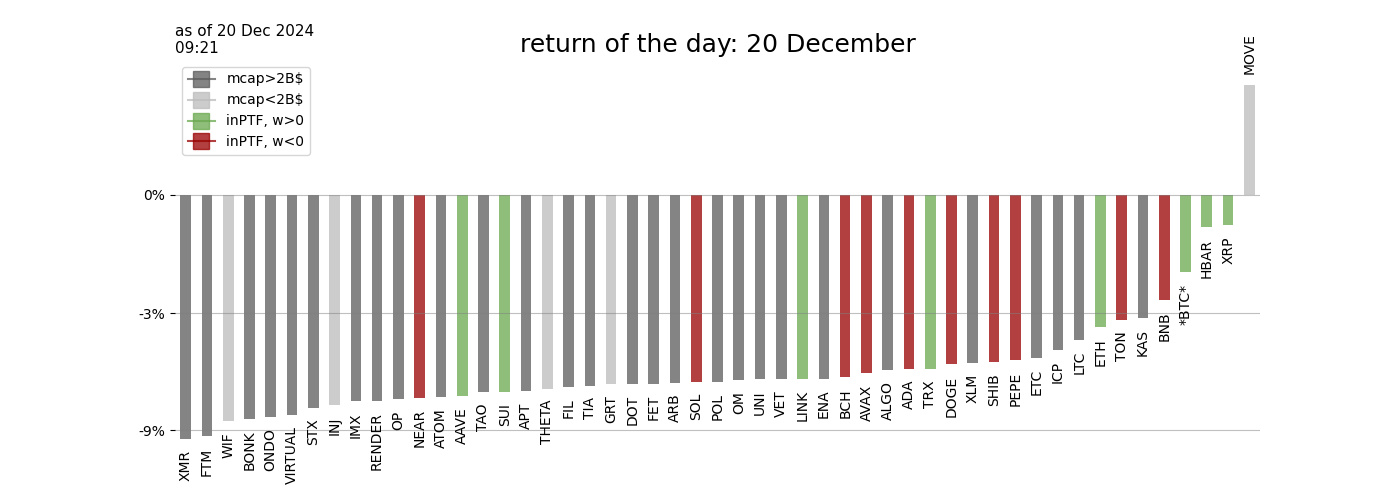 as of 20 Dec 2024
09:21
return of the day: 20 December
mcap>2B$
mcap<2B$
inPTF, w>0
inPTF, w<0
0%
-3%
-9%
XMR
FTM
WIF
BONK
ONDO
VIRTUAL
STX
INJ
IMX
RENDER
OP
NEAR
ATOM
AAVE
TAO
SUI
APT
THETA
FIL
TIA
GRT
DOT
FET
ARB
SOL
POL
OM
UNI
VET
LINK
ENA
BCH
AVAX
ALGO
ADA
TRX
DOGE
XLM
SHIB
PEPE
ETC
ICP
LTC
ETH
TON
KAS
BNB
*BTC*
HBAR
XRP
MOVE